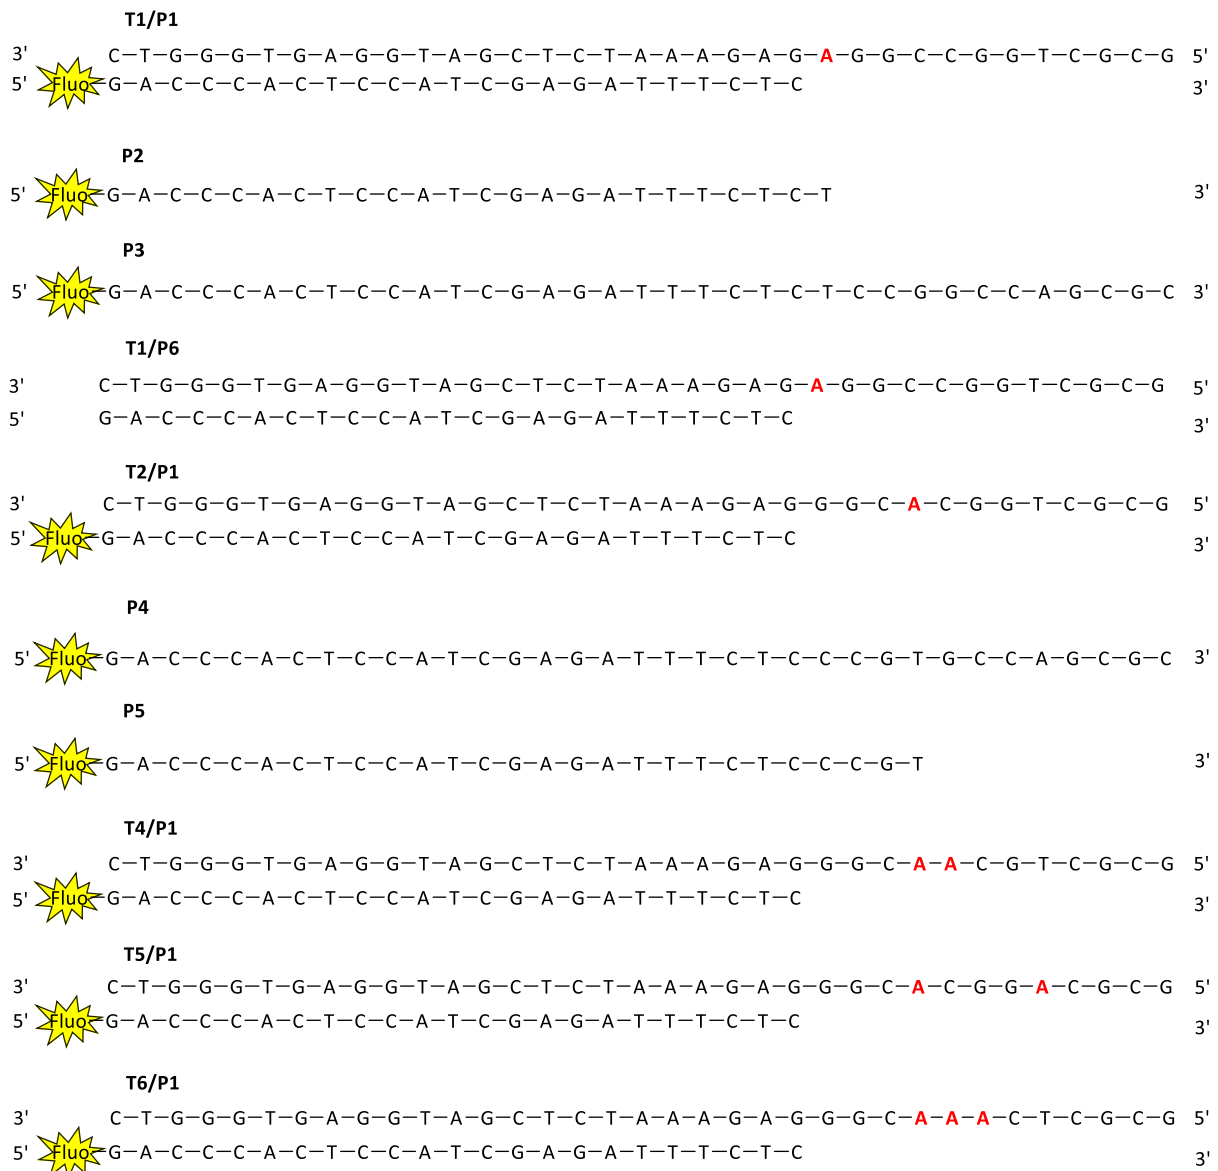 T1/P1
3' C-T-G-G-G-T-G-A-G-G-T-A-G-C-T-C-T-A-A-A-G-A-G-A-G-G-C-C-G-G-T-C-G-C-G 5'
5' Fluo-G-A-C-C-C-A-C-T-C-C-A-T-C-G-A-G-A-T-T-T-C-T-C 3'
P2
5' Fluo-G-A-C-C-C-A-C-T-C-C-A-T-C-G-A-G-A-T-T-T-C-T-C-T 3'
P3
5' Fluo-G-A-C-C-C-A-C-T-C-C-A-T-C-G-A-G-A-T-T-T-C-T-C-T-C-C-G-G-C-C-A-G-C-G-C 3'
T1/P6
3' C-T-G-G-G-T-G-A-G-G-T-A-G-C-T-C-T-A-A-A-G-A-G-A-G-G-C-C-G-G-T-C-G-C-G 5'
5' G-A-C-C-C-A-C-T-C-C-A-T-C-G-A-G-A-T-T-T-C-T-C 3'
T2/P1
3' C-T-G-G-G-T-G-A-G-G-T-A-G-C-T-C-T-A-A-A-G-A-G-G-G-C-A-C-G-G-T-C-G-C-G 5'
5' Fluo-G-A-C-C-C-A-C-T-C-C-A-T-C-G-A-G-A-T-T-T-C-T-C 3'
P4
5' Fluo-G-A-C-C-C-A-C-T-C-C-A-T-C-G-A-G-A-T-T-T-C-T-C-C-C-G-T-G-C-C-A-G-C-G-C 3'
P5
5' Fluo-G-A-C-C-C-A-C-T-C-C-A-T-C-G-A-G-A-T-T-T-C-T-C-C-C-G-T 3'
T4/P1
3' C-T-G-G-G-T-G-A-G-G-T-A-G-C-T-C-T-A-A-A-G-A-G-G-G-C-A-A-C-G-T-C-G-C-G 5'
5' Fluo-G-A-C-C-C-A-C-T-C-C-A-T-C-G-A-G-A-T-T-T-C-T-C 3'
T5/P1
3' C-T-G-G-G-T-G-A-G-G-T-A-G-C-T-C-T-A-A-A-G-A-G-G-G-C-A-C-G-G-A-C-G-C-G 5'
5' Fluo-G-A-C-C-C-A-C-T-C-C-A-T-C-G-A-G-A-T-T-T-C-T-C 3'
T6/P1
3' C-T-G-G-G-T-G-A-G-G-T-A-G-C-T-C-T-A-A-A-G-A-G-G-G-C-A-A-A-C-T-C-G-C-G 5'
5' Fluo-G-A-C-C-C-A-C-T-C-C-A-T-C-G-A-G-A-T-T-T-C-T-C 3'